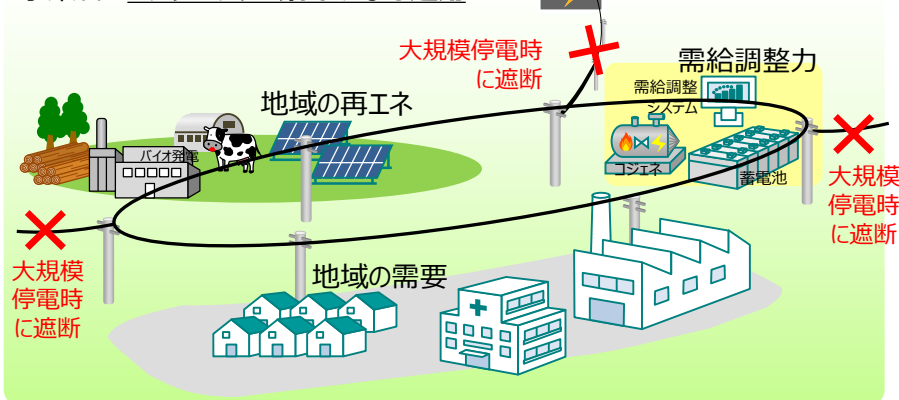 大規模停電時
に遮断
需給調整力
需給調整
システム
地域の再エネ
バイオ発電
コジェネ
蓄電池
大規模
停電時
に遮断
大規模
停電時
に遮断
地域の需要